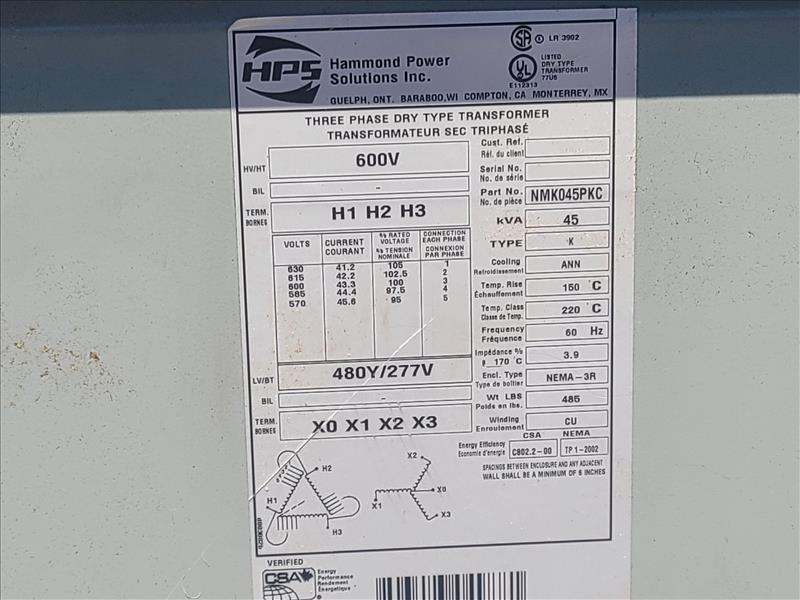 HPS
Hammond Power
Solutions Inc.
LR 3902
LISTED
DRY TYPE
TRANSFORMER
77U6
E112313
GUELPH, ONT. BARABOO, WI COMPTON, CA MONTERREY, MX
THREE PHASE DRY TYPE TRANSFORMER
TRANSFORMATEUR SEC TRIPHASÉ
HV/HT 600V
BIL -
TERM. BORNES H1 H2 H3
VOLTS CURRENT COURANT % RATED VOLTAGE % TENSION NOMINALE CONNECTION EACH PHASE CONNEXION PAR PHASE
630 41.2 105 1
615 42.2 102.5 2
600 43.3 100 3
585 44.4 97.5 4
570 45.6 95 5
LV/BT 480Y/277V
BIL -
TERM. BORNES X0 X1 X2 X3
Cust. Ref.
Réf. du client
Serial No.
No. de série
Part No. NMK045PKC
No. de pièce
kVA 45
TYPE K
Cooling ANN
Refroidissement
Temp. Rise 150 °C
Échauffement
Temp. Class 220 °C
Classe de Temp.
Frequency 60 Hz
Fréquence
Impédance % 3.9
@ 170 °C
Encl. Type NEMA-3R
Type de boîtier
Wt LBS 485
Poids en lbs.
Winding CU
Enroulement
CSA NEMA
Energy Efficiency C802.2-00 TP 1-2002
Economie d'énergie
SPACINGS BETWEEN ENCLOSURE AND ANY ADJACENT
WALL SHALL BE A MINIMUM OF 6 INCHES
H2
H1
H3
X2
X0
X1
X3
VERIFIED
CSA
Energy
Performance
Rendement
Énergétique